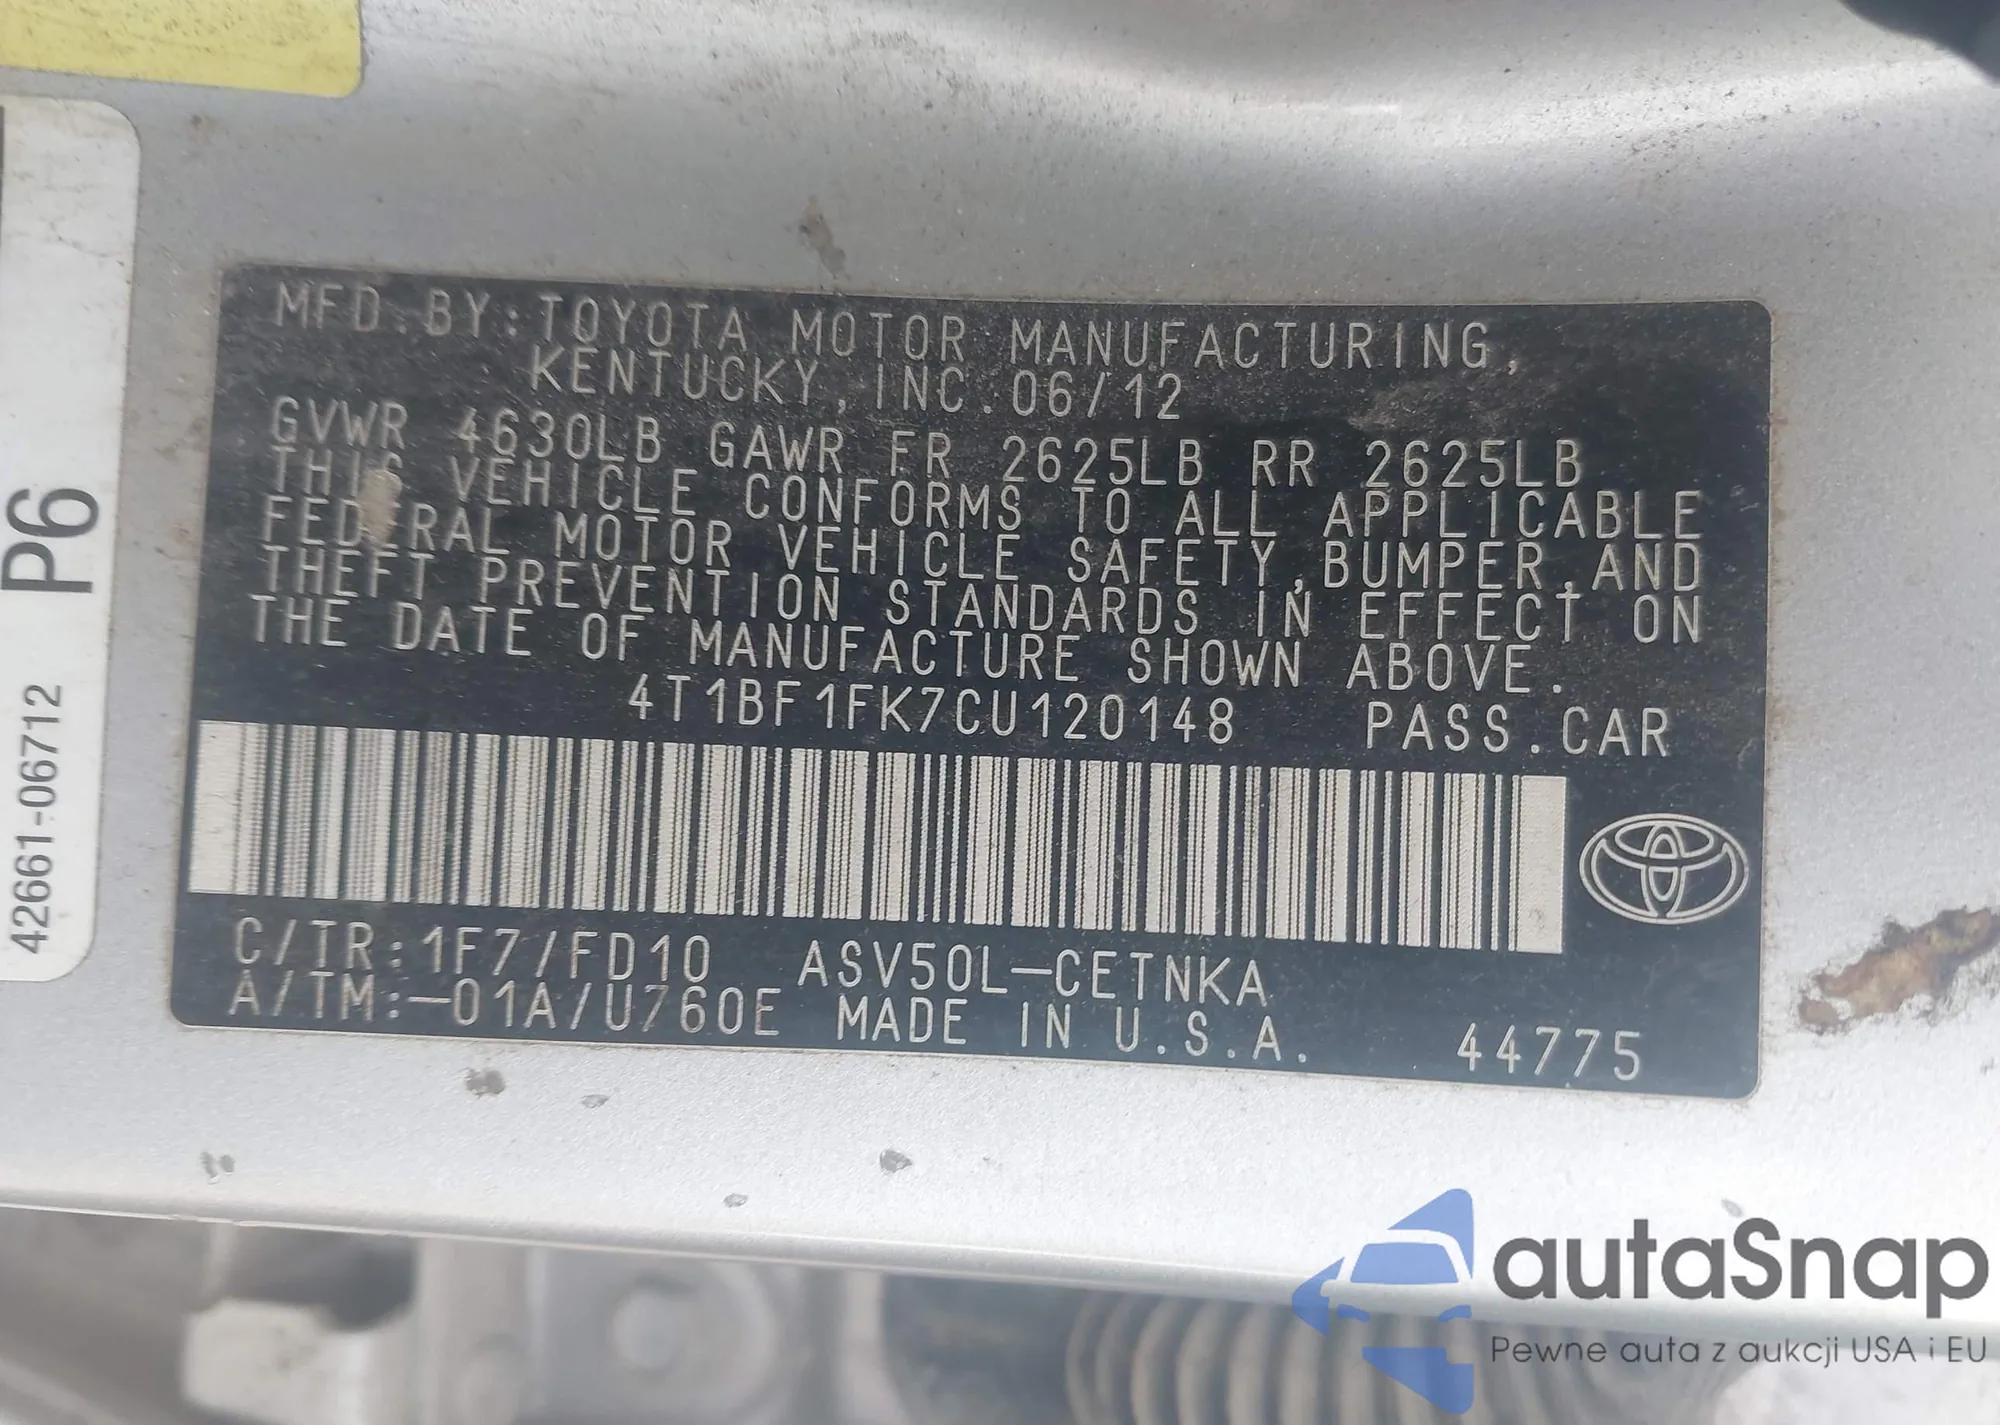 MFD.BY:TOYOTA MOTOR MANUFACTURING,
KENTUCKY, INC. 06/12
GVWR 4630LB GAWR FR 2625LB RR 2625LB
THIS VEHICLE CONFORMS TO ALL APPLICABLE
FEDERAL MOTOR VEHICLE SAFETY, BUMPER, AND
THEFT PREVENTION STANDARDS IN EFFECT ON
THE DATE OF MANUFACTURE SHOWN ABOVE.
4T1BF1FK7CU120148 PASS.CAR
C/TR:1F7/FD10 ASV50L-CETNKA
A/TM:-01A/U760E MADE IN U.S.A. 44775
P6
42661-06712
autaSnap
Pewne auta z aukcji USA i EU